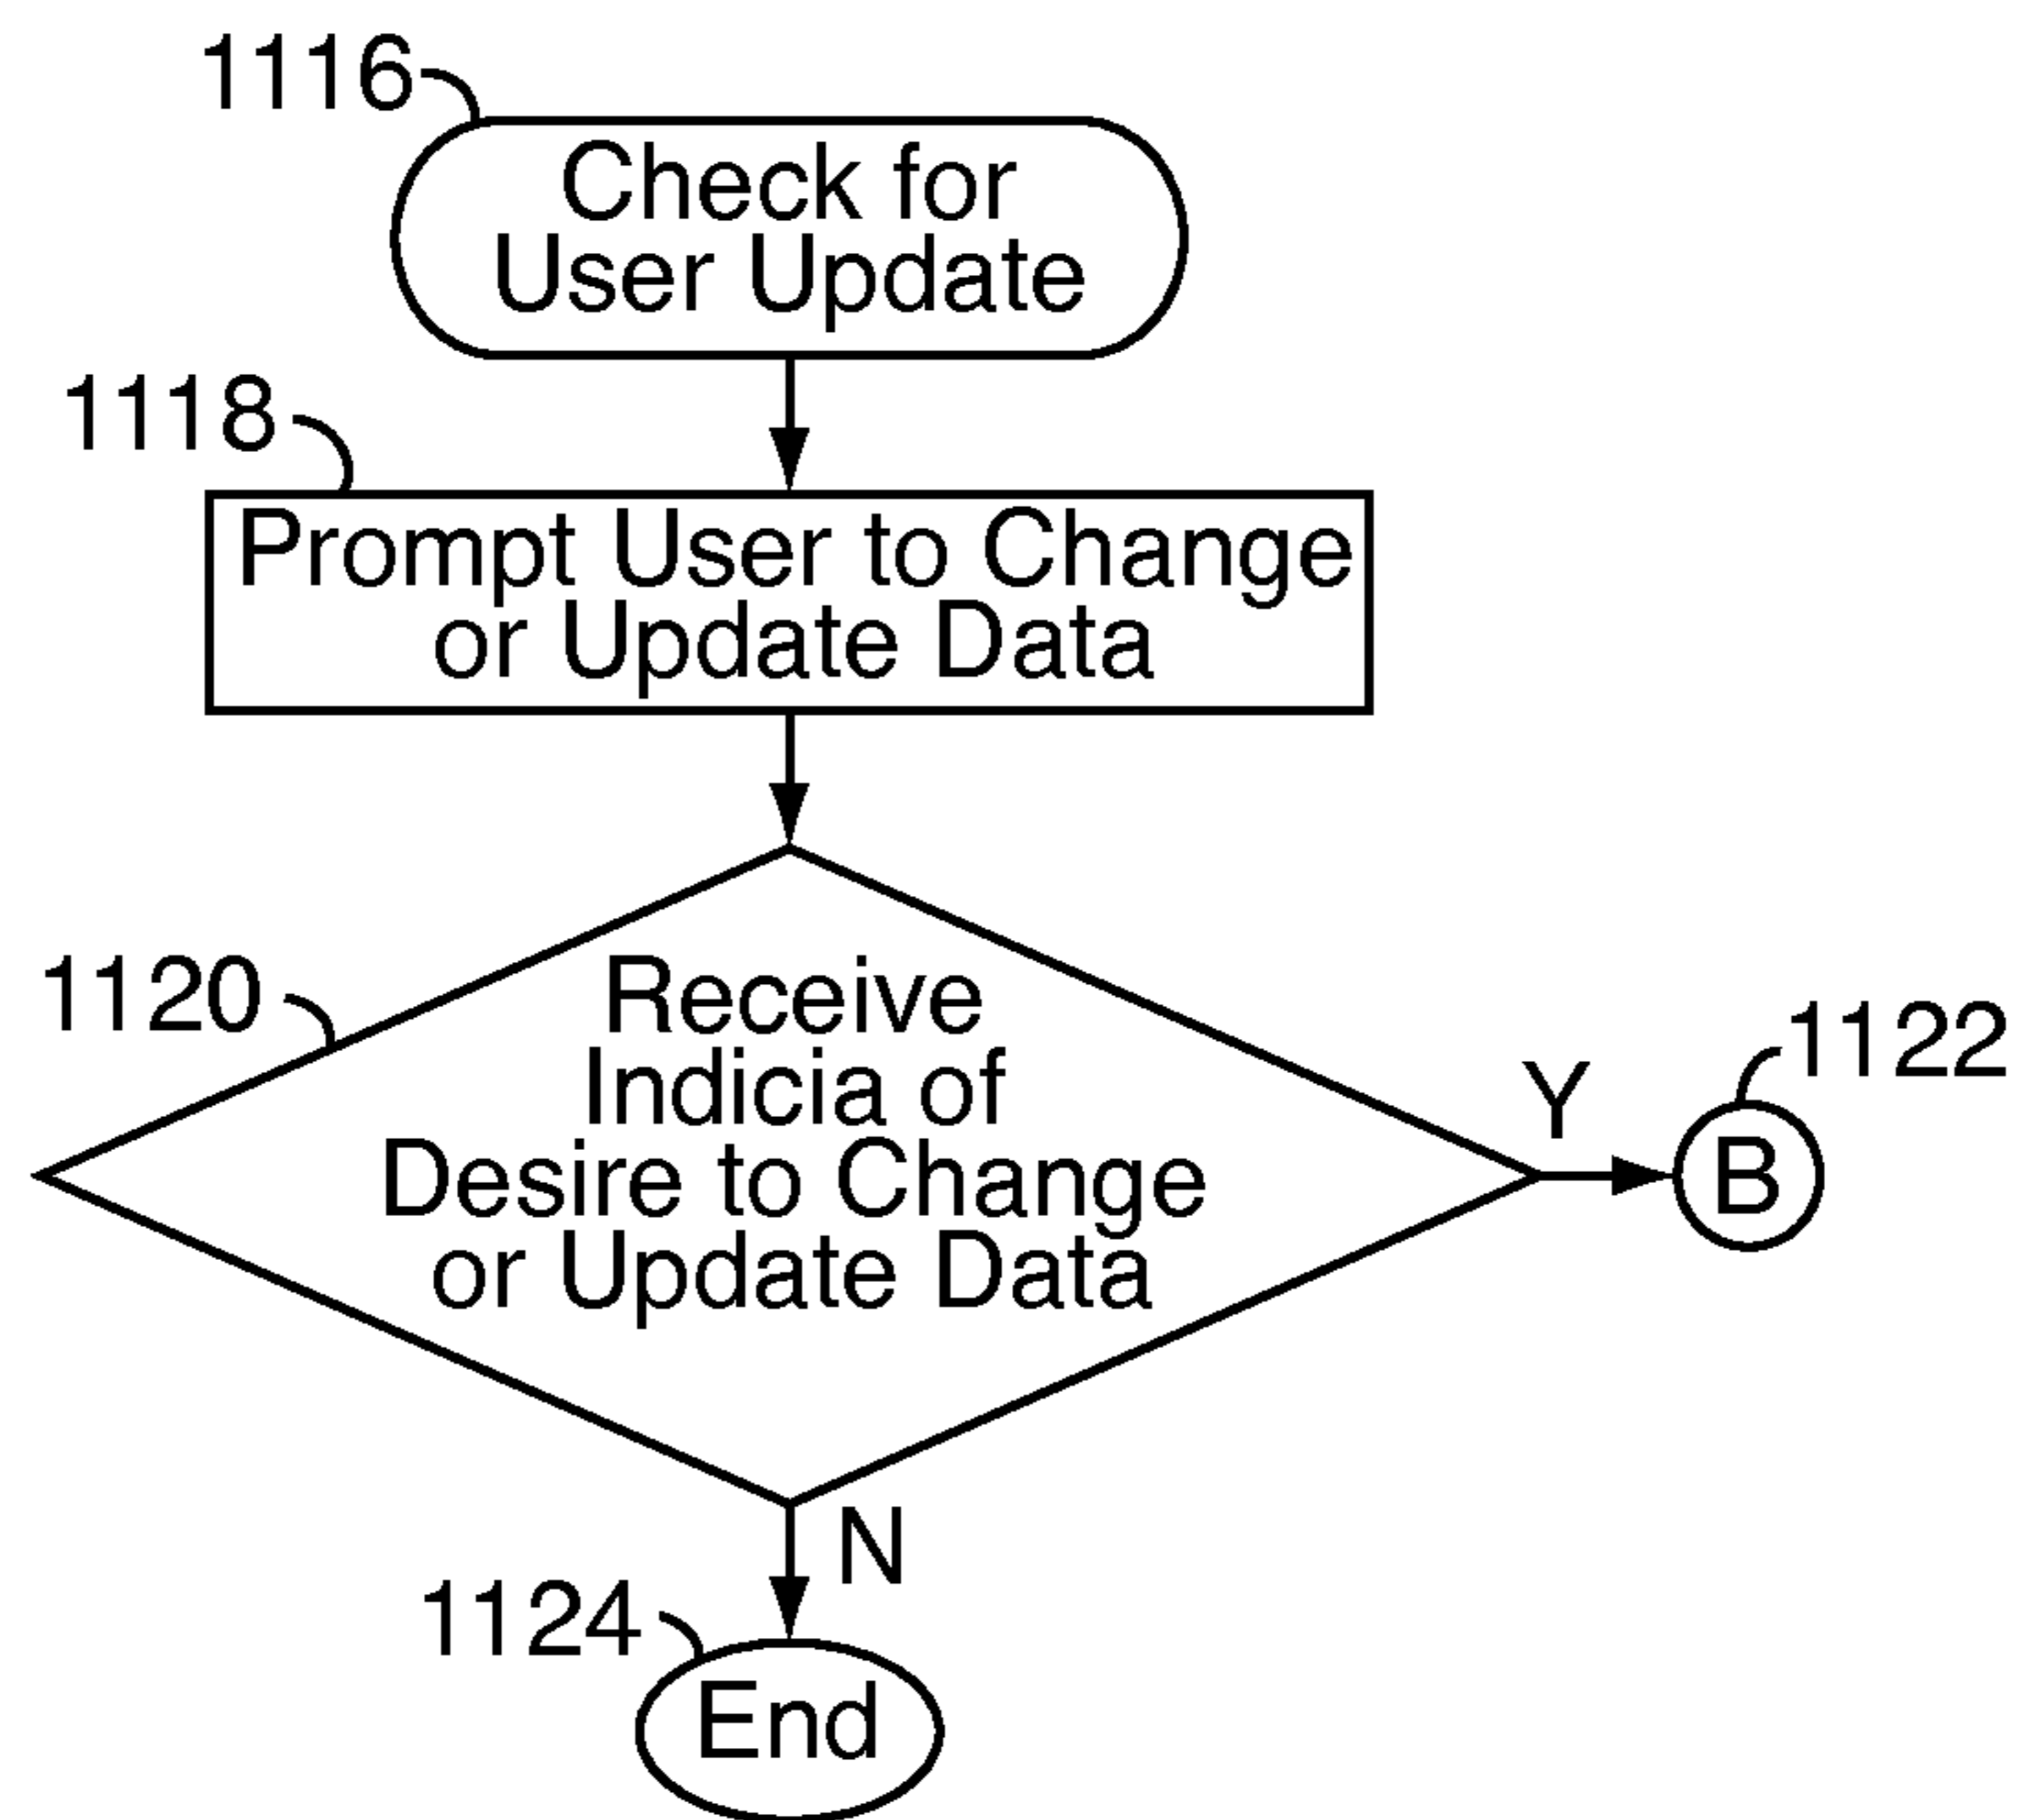 1116
Check for
User Update
1118
Prompt User to Change
or Update Data
1120
Receive
Indicia of
Desire to Change
or Update Data
Y
1122
B
N
1124
End